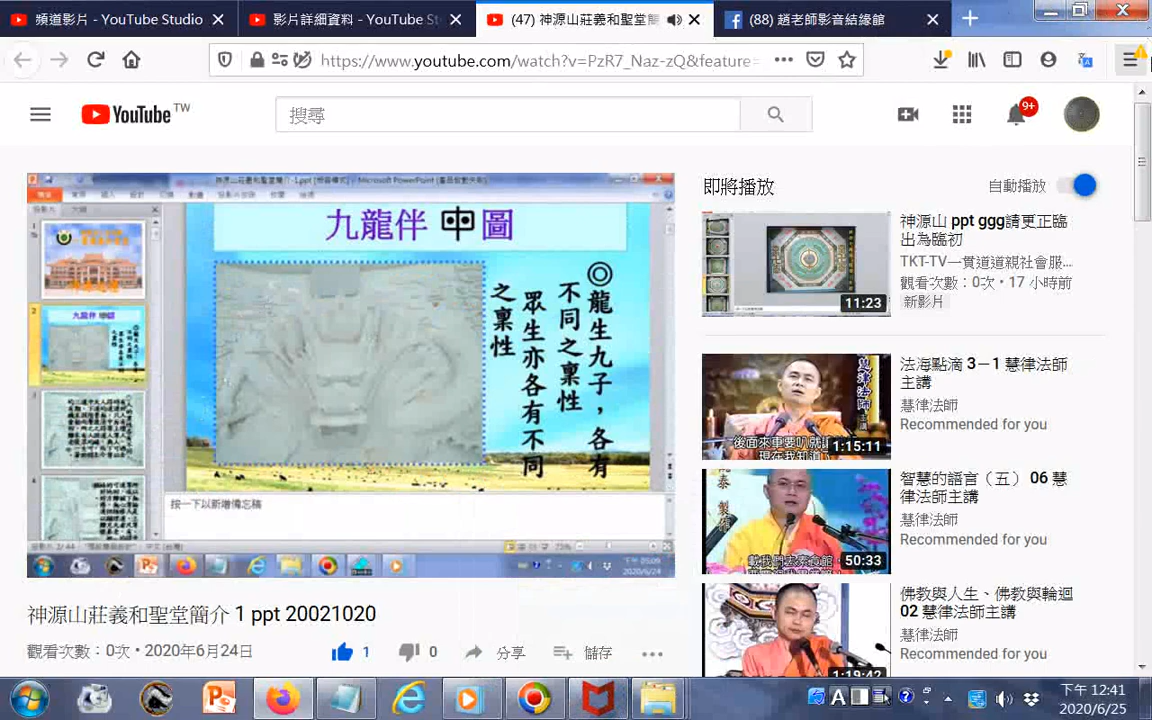 頻道影片 - YouTube Studio
影片詳細資料 - YouTube St
(47) 神源山莊義和聖堂簡
(88) 趙老師影音結緣館
https://www.youtube.com/watch?v=PzR7_Naz-zQ&feature=
YouTube TW
搜尋
9+
九龍伴 㘣 圖
◎龍生九子，各有
不同之稟性
眾生亦各有不同
之稟性
按一下以新增備忘稿
神源山莊義和聖堂簡介 1 ppt 20021020
觀看次數：0次 • 2020年6月24日
1
0
分享
儲存
即將播放
自動播放
神源山 ppt ggg請更正臨
出為臨初
TKT-TV一貫道道親社會服...
觀看次數：0次 • 17 小時前
新影片
11:23
法海點滴 3－1 慧律法師
主講
慧律法師
Recommended for you
1:15:11
智慧的語言（五）06 慧
律法師主講
慧律法師
Recommended for you
50:33
佛教與人生、佛教與輪迴
02 慧律法師主講
慧律法師
Recommended for you
1:19:42
下午 12:41
2020/6/25